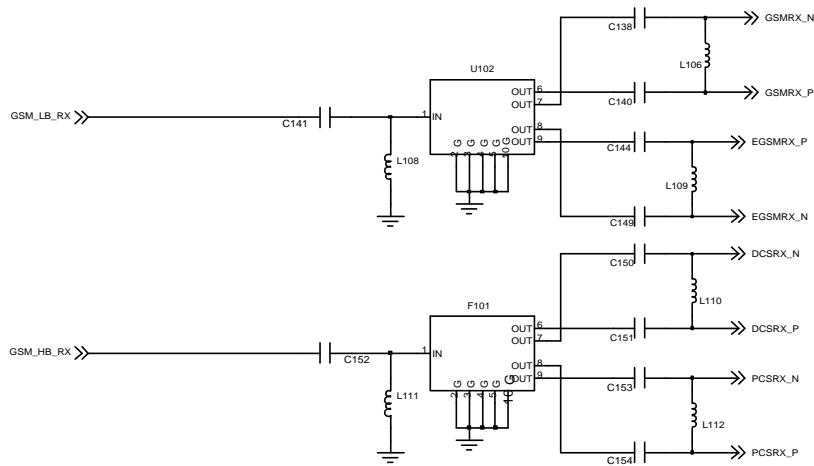 C138
GSMRX_N
L106
U102
C140
GSMRX_P
OUT 6
OUT 7
GSM_LB_RX
C141
1 IN
OUT 8
OUT 9
2 G
3 G
4 G
5 G
10 G
L108
C144
EGSMRX_P
L109
C149
EGSMRX_N
C150
DCSRX_N
L110
F101
C151
DCSRX_P
OUT 6
OUT 7
GSM_HB_RX
C152
1 IN
OUT 8
OUT 9
2 G
3 G
4 G
5 G
G
L111
C153
PCSRX_N
L112
C154
PCSRX_P